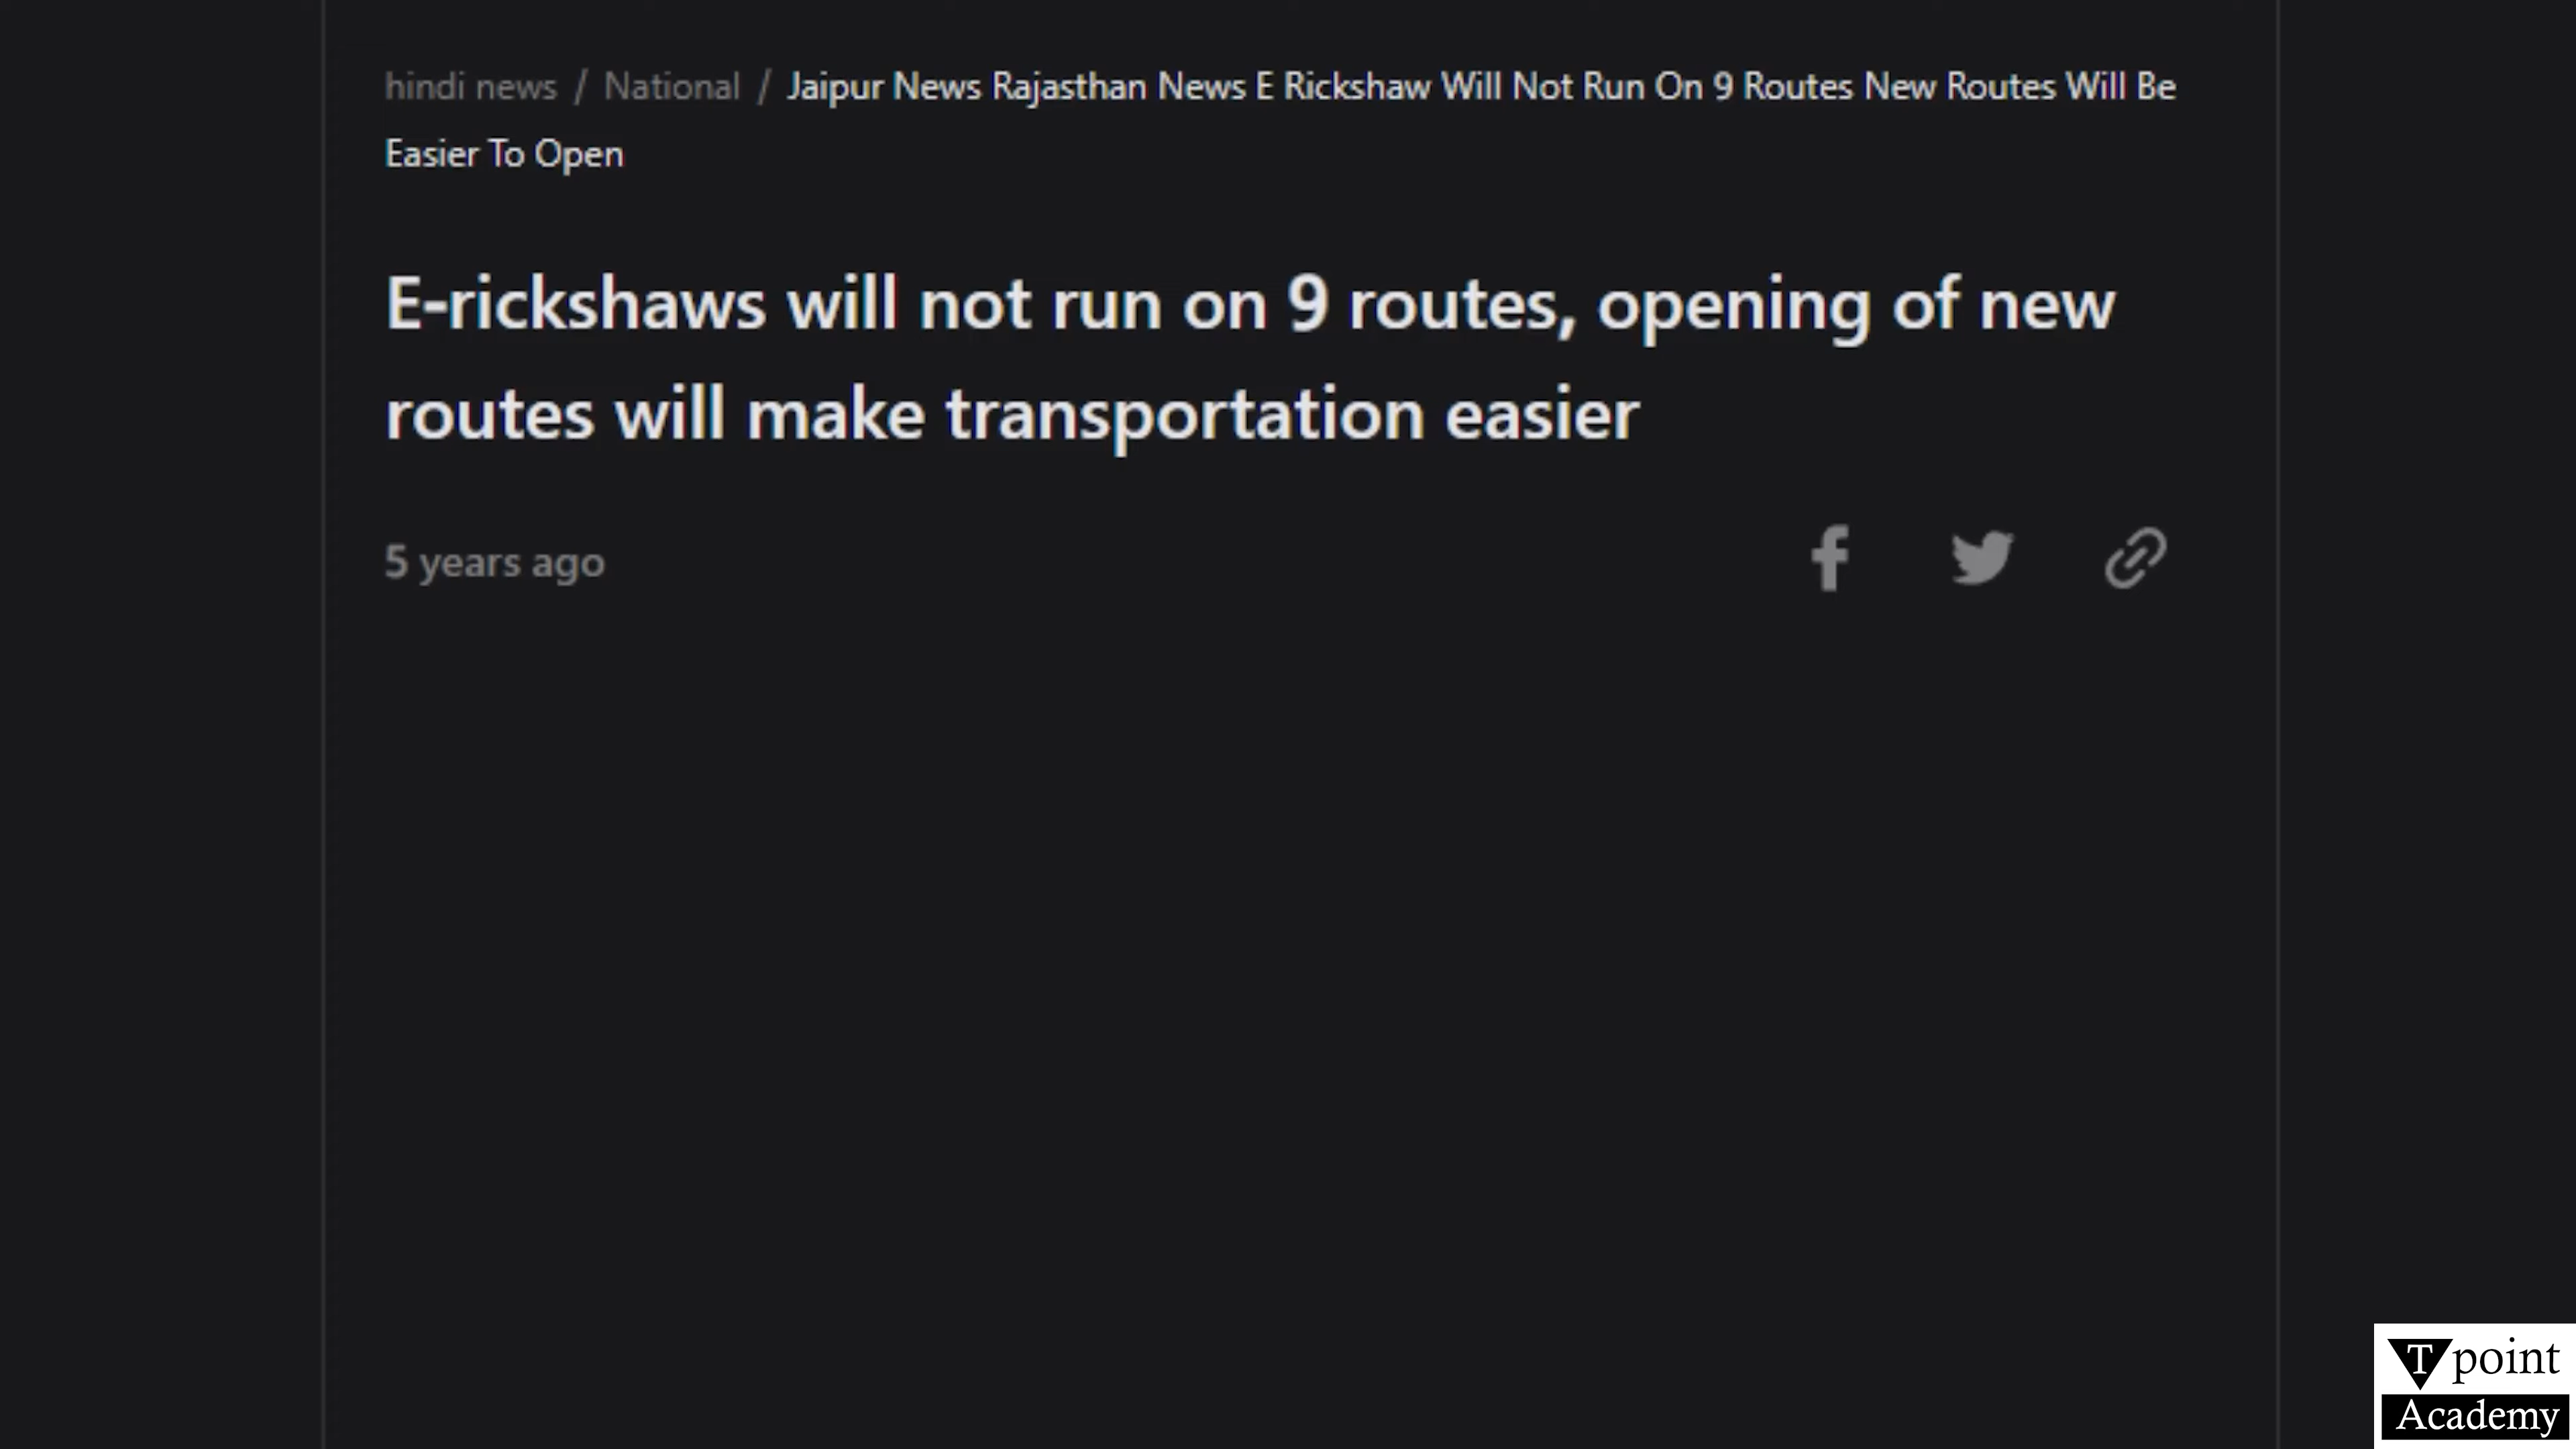 hindi news / National / Jaipur News Rajasthan News E Rickshaw Will Not Run On 9 Routes New Routes Will Be
Easier To Open
E-rickshaws will not run on 9 routes, opening of new
routes will make transportation easier
5 years ago
T point
Academy